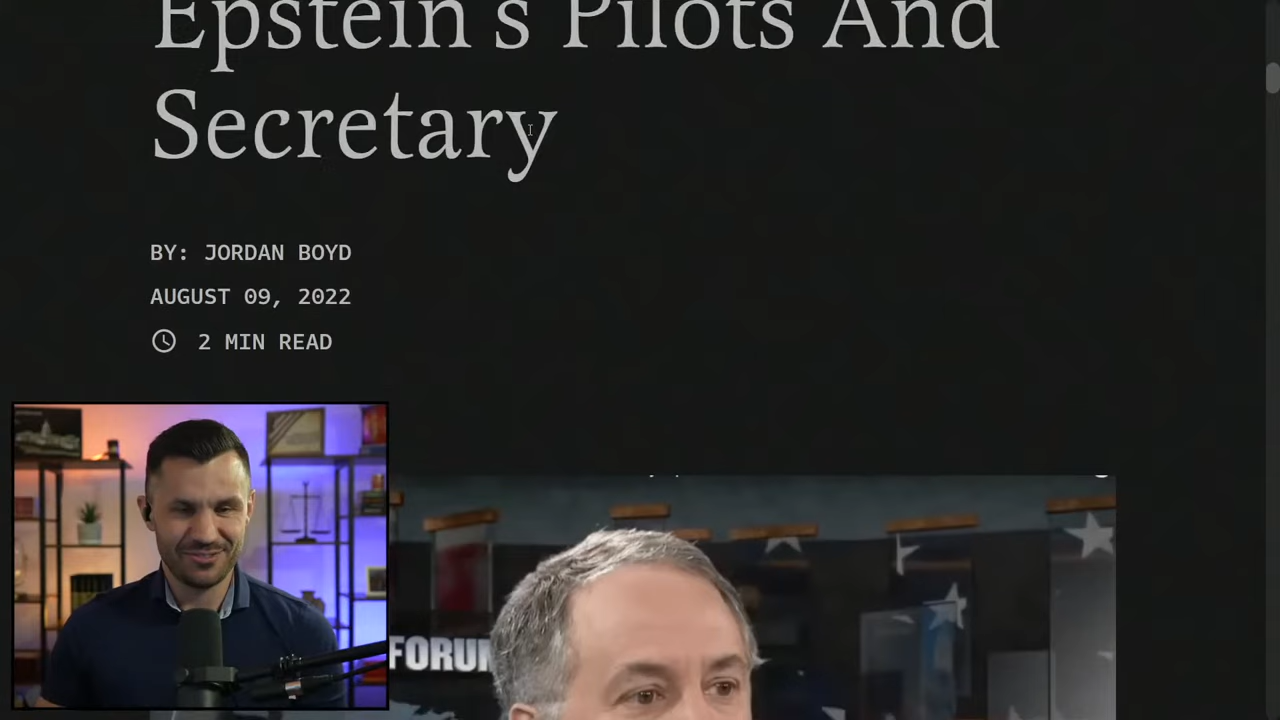 Epstein's Pilots And
Secretary
BY: JORDAN BOYD
AUGUST 09, 2022
2 MIN READ